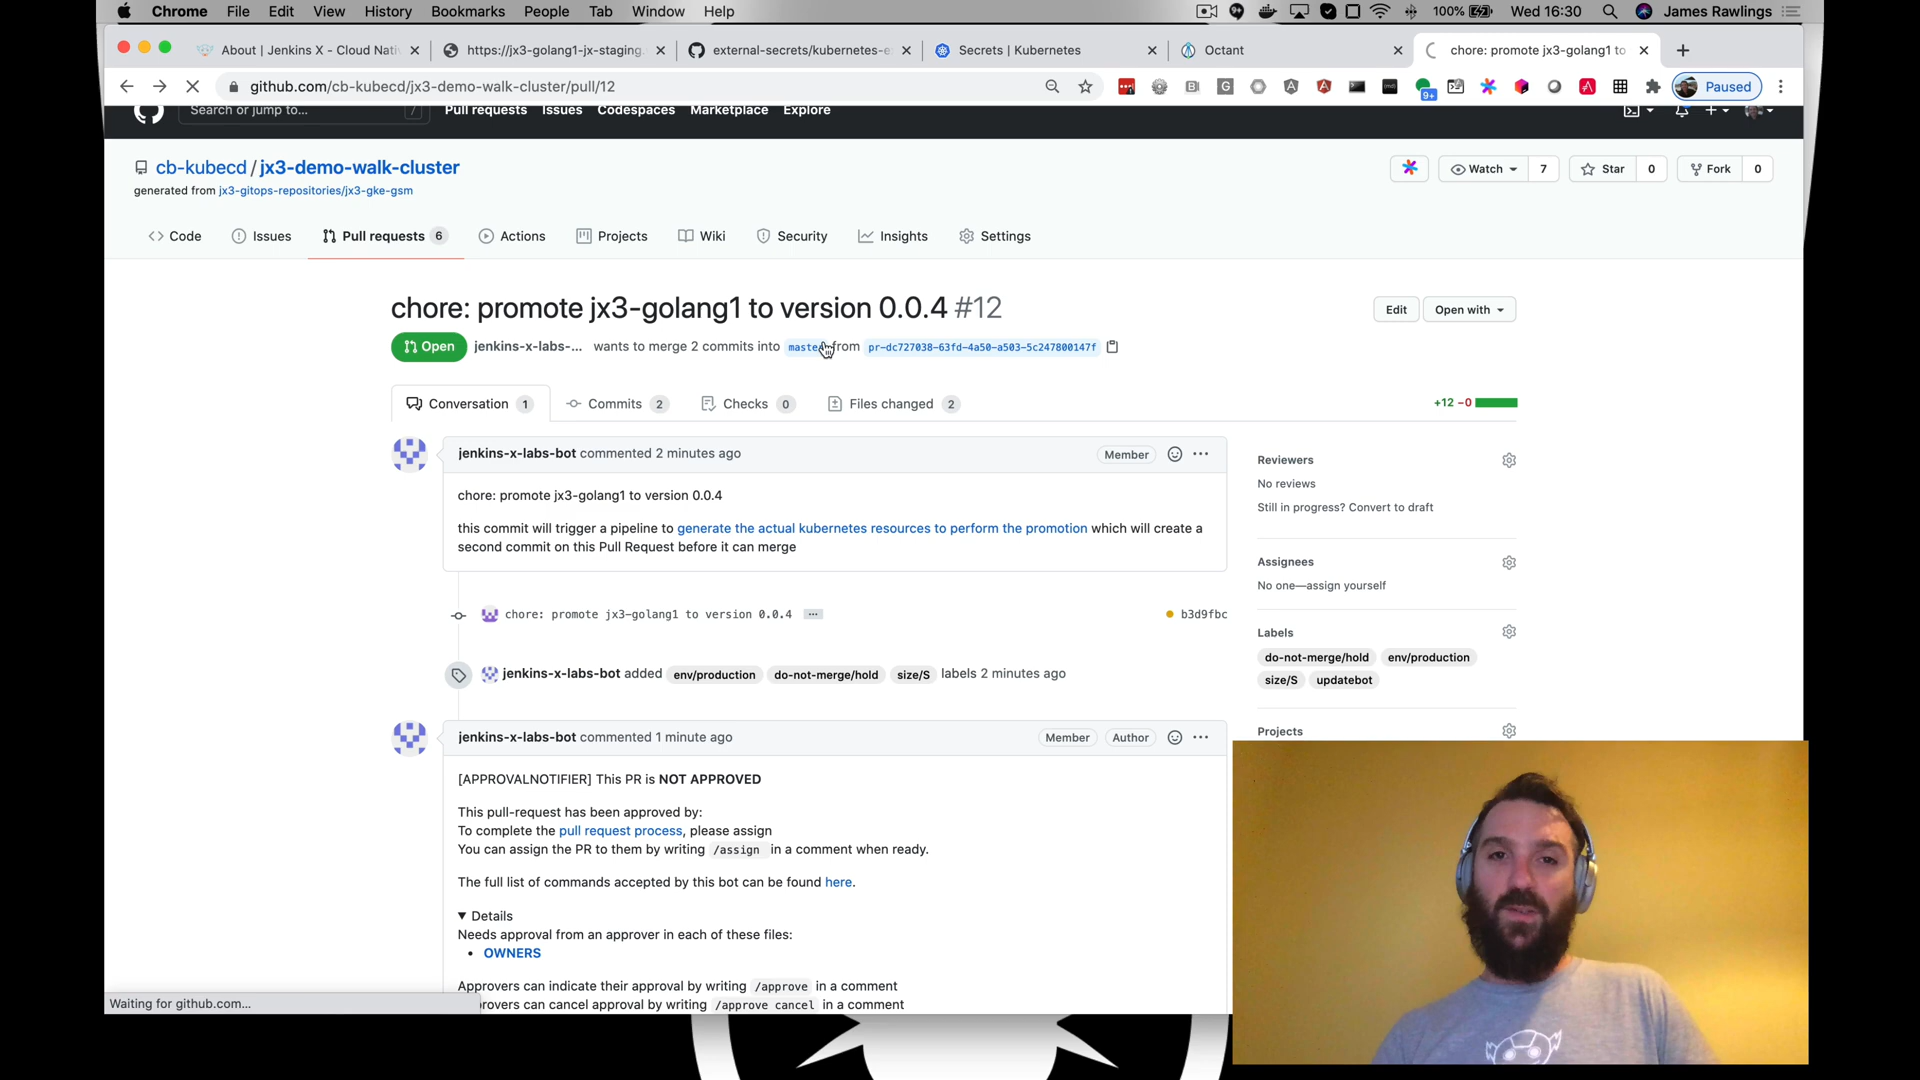 Chrome File Edit View History Bookmarks People Tab Window Help 100% Wed 16:30 James Rawlings
About | Jenkins X - Cloud Nati
https://jx3-golang1-jx-staging.
external-secrets/kubernetes-e
Secrets | Kubernetes
Octant
chore: promote jx3-golang1 to
github.com/cb-kubecd/jx3-demo-walk-cluster/pull/12
9+
Paused
Search or jump to... / Pull requests Issues Codespaces Marketplace Explore
cb-kubecd / jx3-demo-walk-cluster
Watch 7 Star 0 Fork 0
generated from jx3-gitops-repositories/jx3-gke-gsm
Code Issues Pull requests 6 Actions Projects Wiki Security Insights Settings
chore: promote jx3-golang1 to version 0.0.4 #12
Edit Open with
Open jenkins-x-labs-... wants to merge 2 commits into master from pr-dc727038-63fd-4a50-a503-5c247800147f
Conversation 1 Commits 2 Checks 0 Files changed 2 +12 −0
jenkins-x-labs-bot commented 2 minutes ago Member
chore: promote jx3-golang1 to version 0.0.4
this commit will trigger a pipeline to generate the actual kubernetes resources to perform the promotion which will create a
second commit on this Pull Request before it can merge
chore: promote jx3-golang1 to version 0.0.4 b3d9fbc
jenkins-x-labs-bot added env/production do-not-merge/hold size/S labels 2 minutes ago
jenkins-x-labs-bot commented 1 minute ago Member Author
[APPROVALNOTIFIER] This PR is NOT APPROVED
This pull-request has been approved by:
To complete the pull request process, please assign
You can assign the PR to them by writing /assign in a comment when ready.
The full list of commands accepted by this bot can be found here.
Details
Needs approval from an approver in each of these files:
OWNERS
Approvers can indicate their approval by writing /approve in a comment
provers can cancel approval by writing /approve cancel in a comment
Reviewers
No reviews
Still in progress? Convert to draft
Assignees
No one—assign yourself
Labels
do-not-merge/hold env/production
size/S updatebot
Projects
Waiting for github.com...